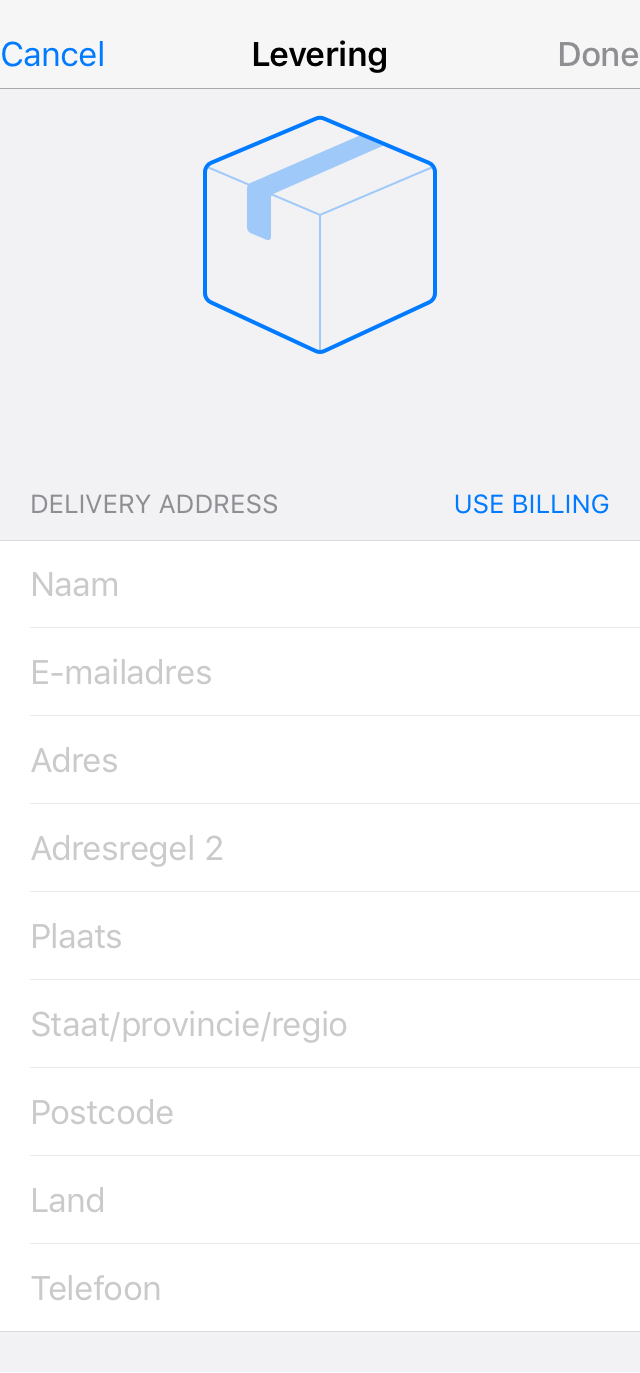 Cancel Levering Done
DELIVERY ADDRESS USE BILLING
Naam
E-mailadres
Adres
Adresregel 2
Plaats
Staat/provincie/regio
Postcode
Land
Telefoon